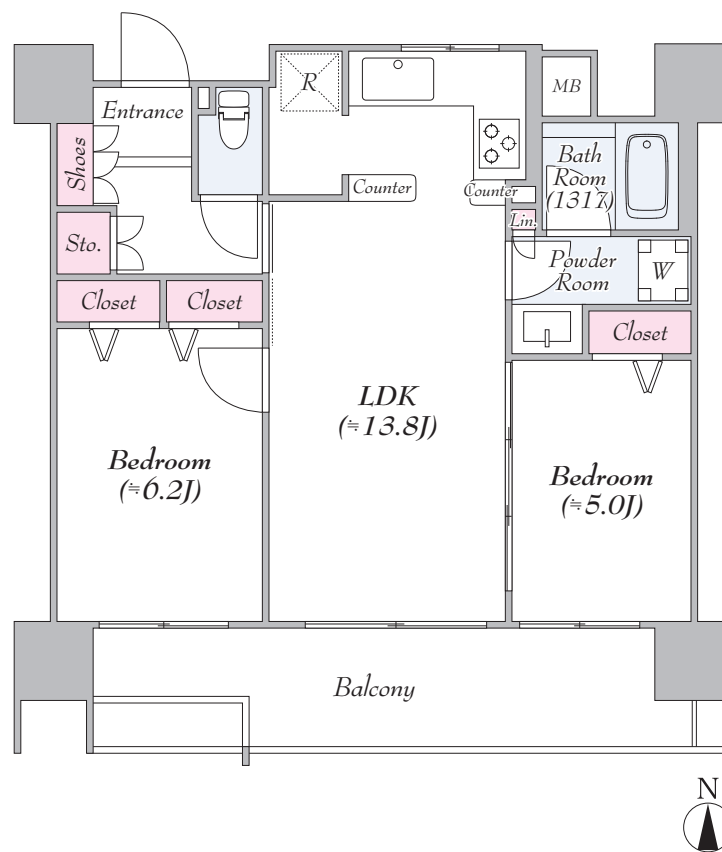 R
MB
Entrance
Shoes
Bath
Room
(1317)
Counter
Counter
Lin.
Sto.
Powder
Room
W
Closet
Closet
Closet
LDK
(≒13.8J)
Bedroom
(≒6.2J)
Bedroom
(≒5.0J)
Balcony
N